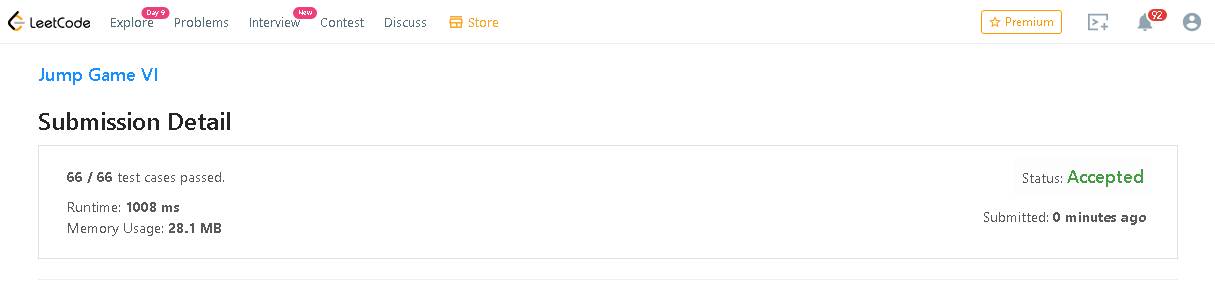 LeetCode Explore Day 9 Problems Interview New Contest Discuss Store Premium 92
Jump Game VI
Submission Detail
66 / 66 test cases passed. Status: Accepted
Runtime: 1008 ms
Submitted: 0 minutes ago
Memory Usage: 28.1 MB